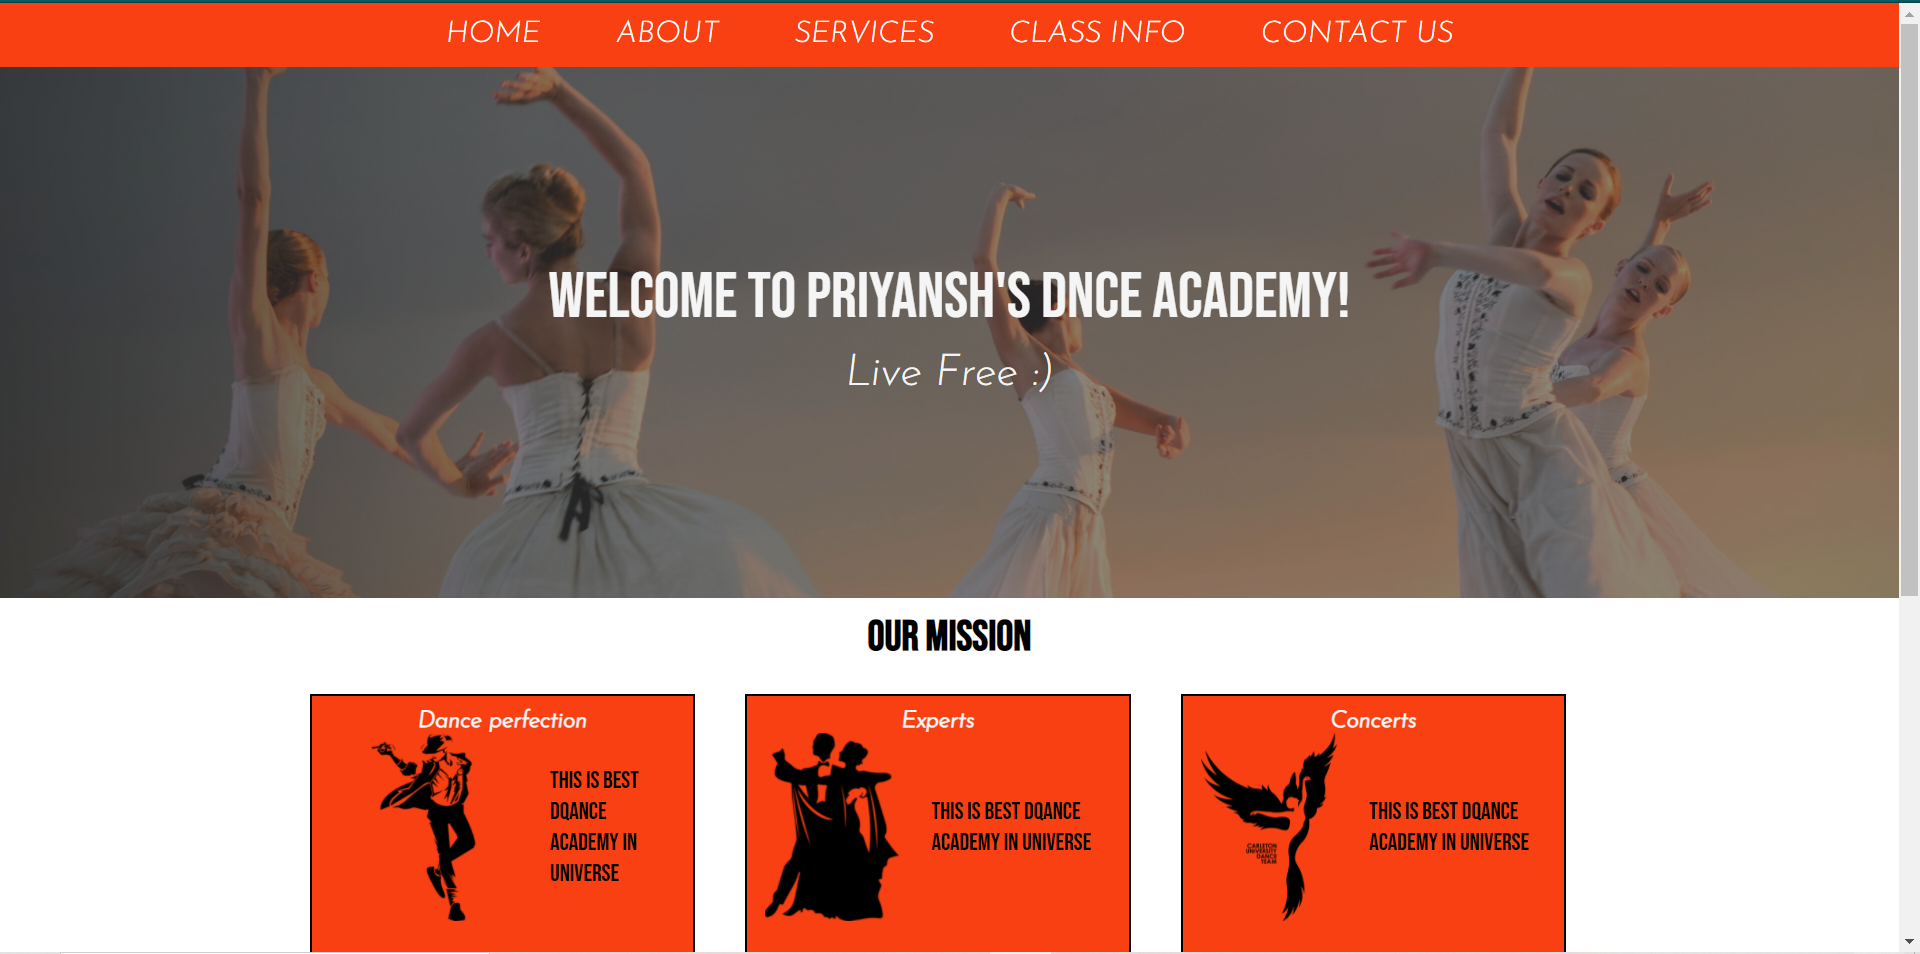 HOME ABOUT SERVICES CLASS INFO CONTACT US
WELCOME TO PRIYANSH'S DNCE ACADEMY!
Live Free :)
OUR MISSION
Dance perfection
THIS IS BEST
DQANCE
ACADEMY IN
UNIVERSE
Experts
THIS IS BEST DQANCE
ACADEMY IN UNIVERSE
Concerts
CARLETON
UNIVERSITY
DANCE
TEAM
THIS IS BEST DQANCE
ACADEMY IN UNIVERSE